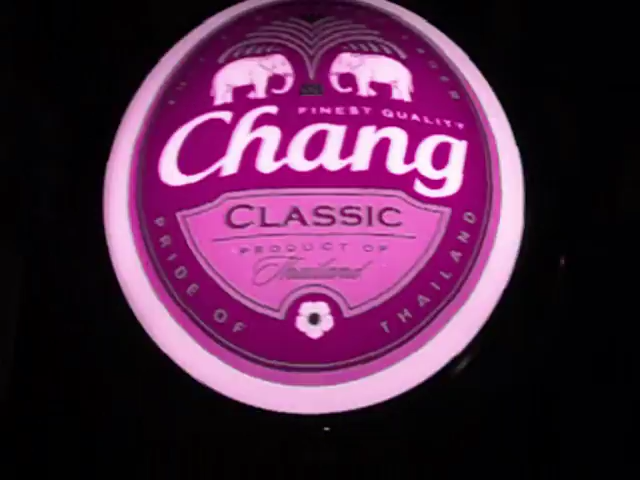 FINEST QUALITY
Chang
CLASSIC
PRODUCT OF
Thailand
PRIDE OF THAILAND